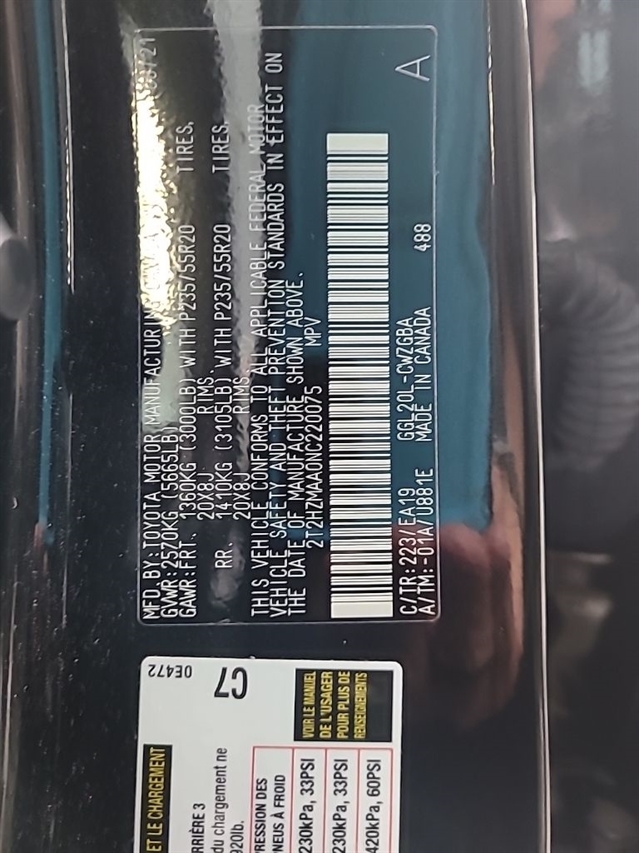 MFD.BY:TOYOTA MOTOR MANUFACTURING
GVWR:2570KG (5665LB)
GAWR:FRT. 1360KG (3000LB) WITH P235/55R20 TIRES,
20X8J RIMS
RR. 1410KG (3105LB) WITH P235/55R20 TIRES,
20X8J RIMS
THIS VEHICLE CONFORMS TO ALL APPLICABLE FEDERAL MOTOR
VEHICLE SAFETY AND THEFT PREVENTION STANDARDS IN EFFECT ON
THE DATE OF MANUFACTURE SHOWN ABOVE.
2T2HZMAA0NC220075 MPV
C/TR:223/EA19 GGL20L-CWZGBA
A/TM:-01A/U881E MADE IN CANADA 488
A
0E472
C7
ET LE CHARGEMENT
RRIÈRE 3
du chargement ne
920lb.
RESSION DES
NEUS À FROID
VOIR LE MANUEL
DE L'USAGER
POUR PLUS DE
RENSEIGNEMENTS
230kPa, 33PSI
230kPa, 33PSI
420kPa, 60PSI